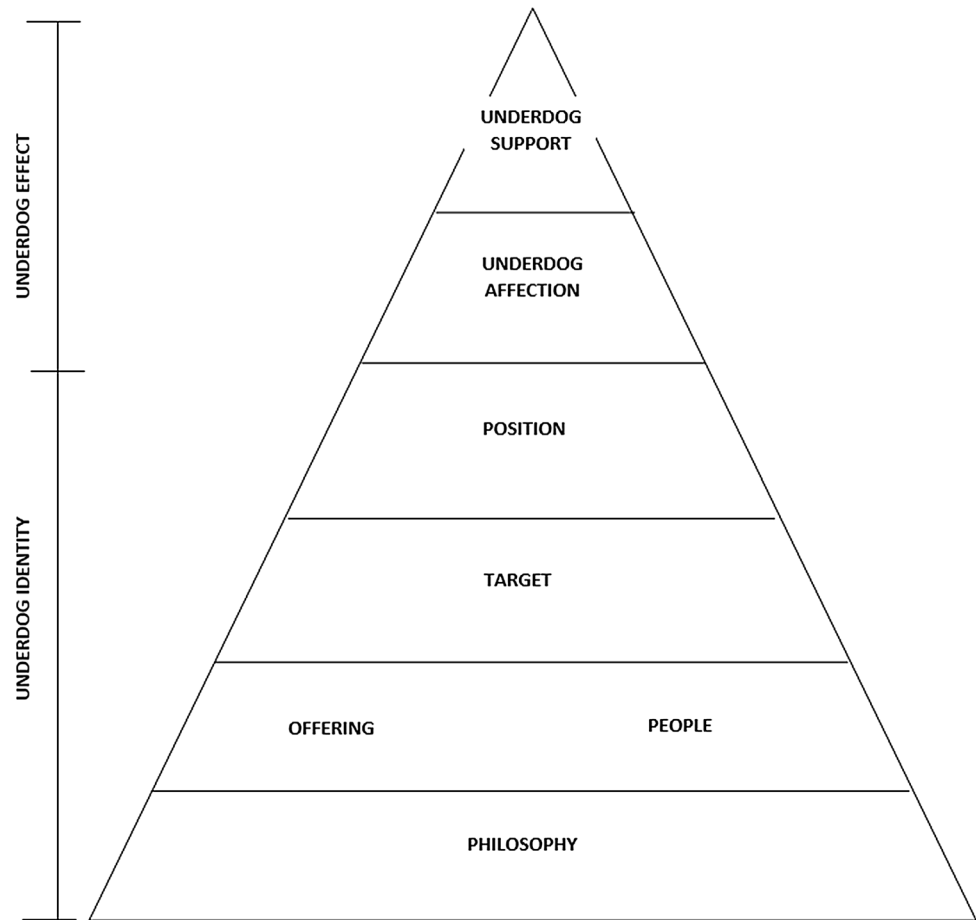 UNDERDOG EFFECT
UNDERDOG IDENTITY
UNDERDOG
SUPPORT
UNDERDOG
AFFECTION
POSITION
TARGET
OFFERING
PEOPLE
PHILOSOPHY